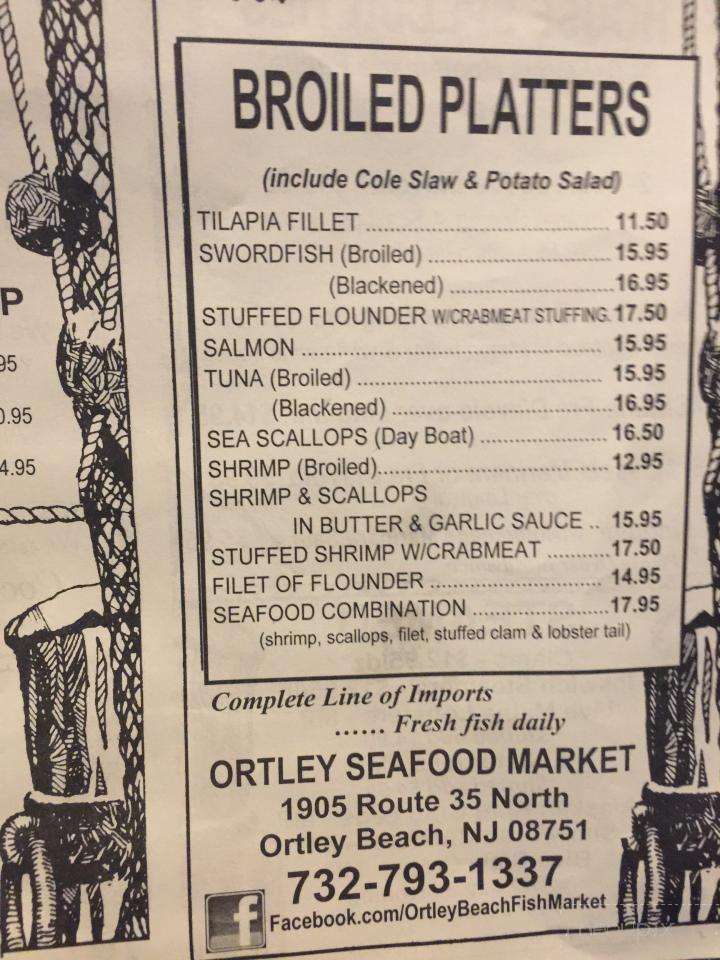 BROILED PLATTERS
(include Cole Slaw & Potato Salad)
TILAPIA FILLET ........................................ 11.50
SWORDFISH (Broiled) .............................. 15.95
(Blackened) ........................... 16.95
STUFFED FLOUNDER W/CRABMEAT STUFFING. 17.50
SALMON ................................................. 15.95
TUNA (Broiled) ........................................ 15.95
(Blackened) ................................... 16.95
SEA SCALLOPS (Day Boat) .................... 16.50
SHRIMP (Broiled)..................................... 12.95
SHRIMP & SCALLOPS
IN BUTTER & GARLIC SAUCE .. 15.95
STUFFED SHRIMP W/CRABMEAT ...........17.50
FILET OF FLOUNDER ............................ 14.95
SEAFOOD COMBINATION ......................17.95
(shrimp, scallops, filet, stuffed clam & lobster tail)
Complete Line of Imports
...... Fresh fish daily
ORTLEY SEAFOOD MARKET
1905 Route 35 North
Ortley Beach, NJ 08751
732-793-1337
f Facebook.com/OrtleyBeachFishMarket
P
95
0.95
4.95